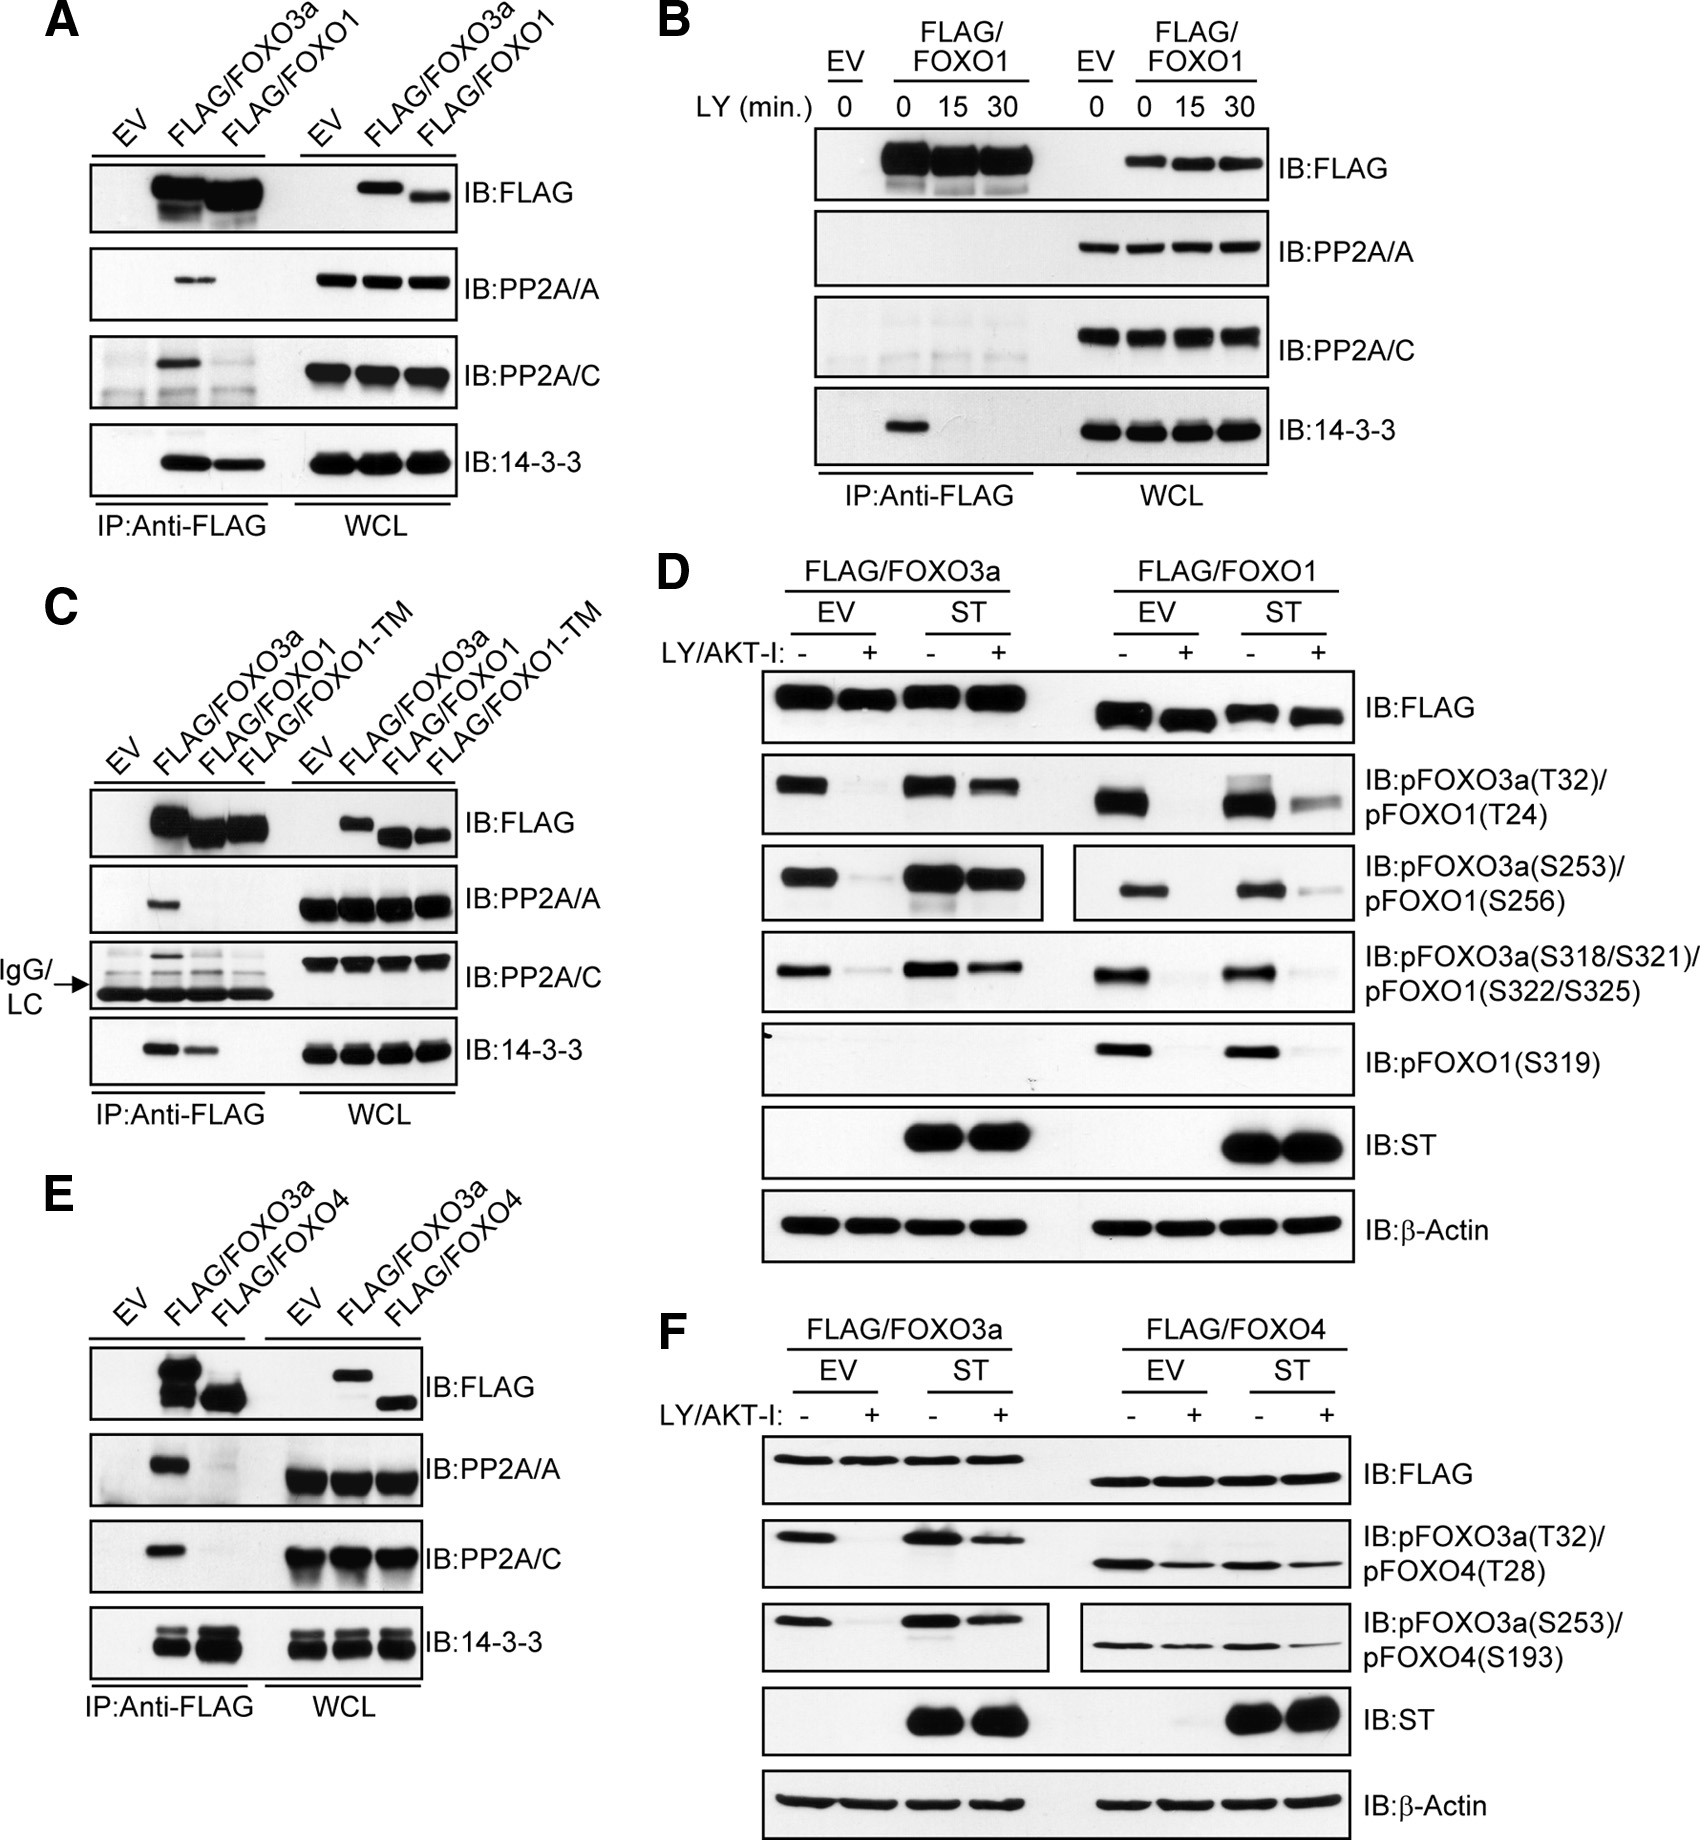 A
EV
FLAG/FOXO3a
FLAG/FOXO1
EV
FLAG/FOXO3a
FLAG/FOXO1
IB:FLAG
IB:PP2A/A
IB:PP2A/C
IB:14-3-3
IP:Anti-FLAG
WCL
B
EV
FLAG/
FOXO1
EV
FLAG/
FOXO1
LY (min.) 0 0 15 30 0 0 15 30
IB:FLAG
IB:PP2A/A
IB:PP2A/C
IB:14-3-3
IP:Anti-FLAG
WCL
C
EV
FLAG/FOXO3a
FLAG/FOXO1
FLAG/FOXO1-TM
EV
FLAG/FOXO3a
FLAG/FOXO1
FLAG/FOXO1-TM
IB:FLAG
IB:PP2A/A
IgG/
LC
IB:PP2A/C
IB:14-3-3
IP:Anti-FLAG
WCL
D
FLAG/FOXO3a FLAG/FOXO1
EV ST EV ST
LY/AKT-I: - + - + - + - +
IB:FLAG
IB:pFOXO3a(T32)/
pFOXO1(T24)
IB:pFOXO3a(S253)/
pFOXO1(S256)
IB:pFOXO3a(S318/S321)/
pFOXO1(S322/S325)
IB:pFOXO1(S319)
IB:ST
IB:β-Actin
E
EV
FLAG/FOXO3a
FLAG/FOXO4
EV
FLAG/FOXO3a
FLAG/FOXO4
IB:FLAG
IB:PP2A/A
IB:PP2A/C
IB:14-3-3
IP:Anti-FLAG
WCL
F
FLAG/FOXO3a FLAG/FOXO4
EV ST EV ST
LY/AKT-I: - + - + - + - +
IB:FLAG
IB:pFOXO3a(T32)/
pFOXO4(T28)
IB:pFOXO3a(S253)/
pFOXO4(S193)
IB:ST
IB:β-Actin